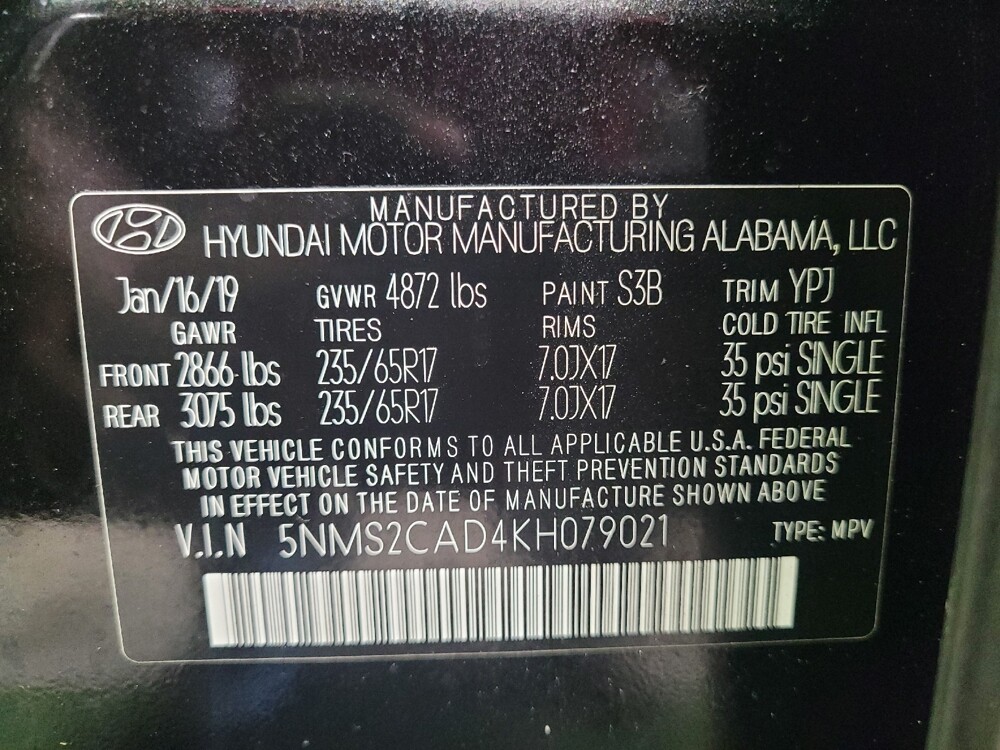 MANUFACTURED BY
HYUNDAI MOTOR MANUFACTURING ALABAMA, LLC
Jan/16/19 GVWR 4872 lbs PAINT S3B TRIM YPJ
GAWR TIRES RIMS COLD TIRE INFL
FRONT 2866 lbs 235/65R17 7.0JX17 35 psi SINGLE
REAR 3075 lbs 235/65R17 7.0JX17 35 psi SINGLE
THIS VEHICLE CONFORMS TO ALL APPLICABLE U.S.A. FEDERAL
MOTOR VEHICLE SAFETY AND THEFT PREVENTION STANDARDS
IN EFFECT ON THE DATE OF MANUFACTURE SHOWN ABOVE
V.I.N 5NMS2CAD4KH079021 TYPE: MPV